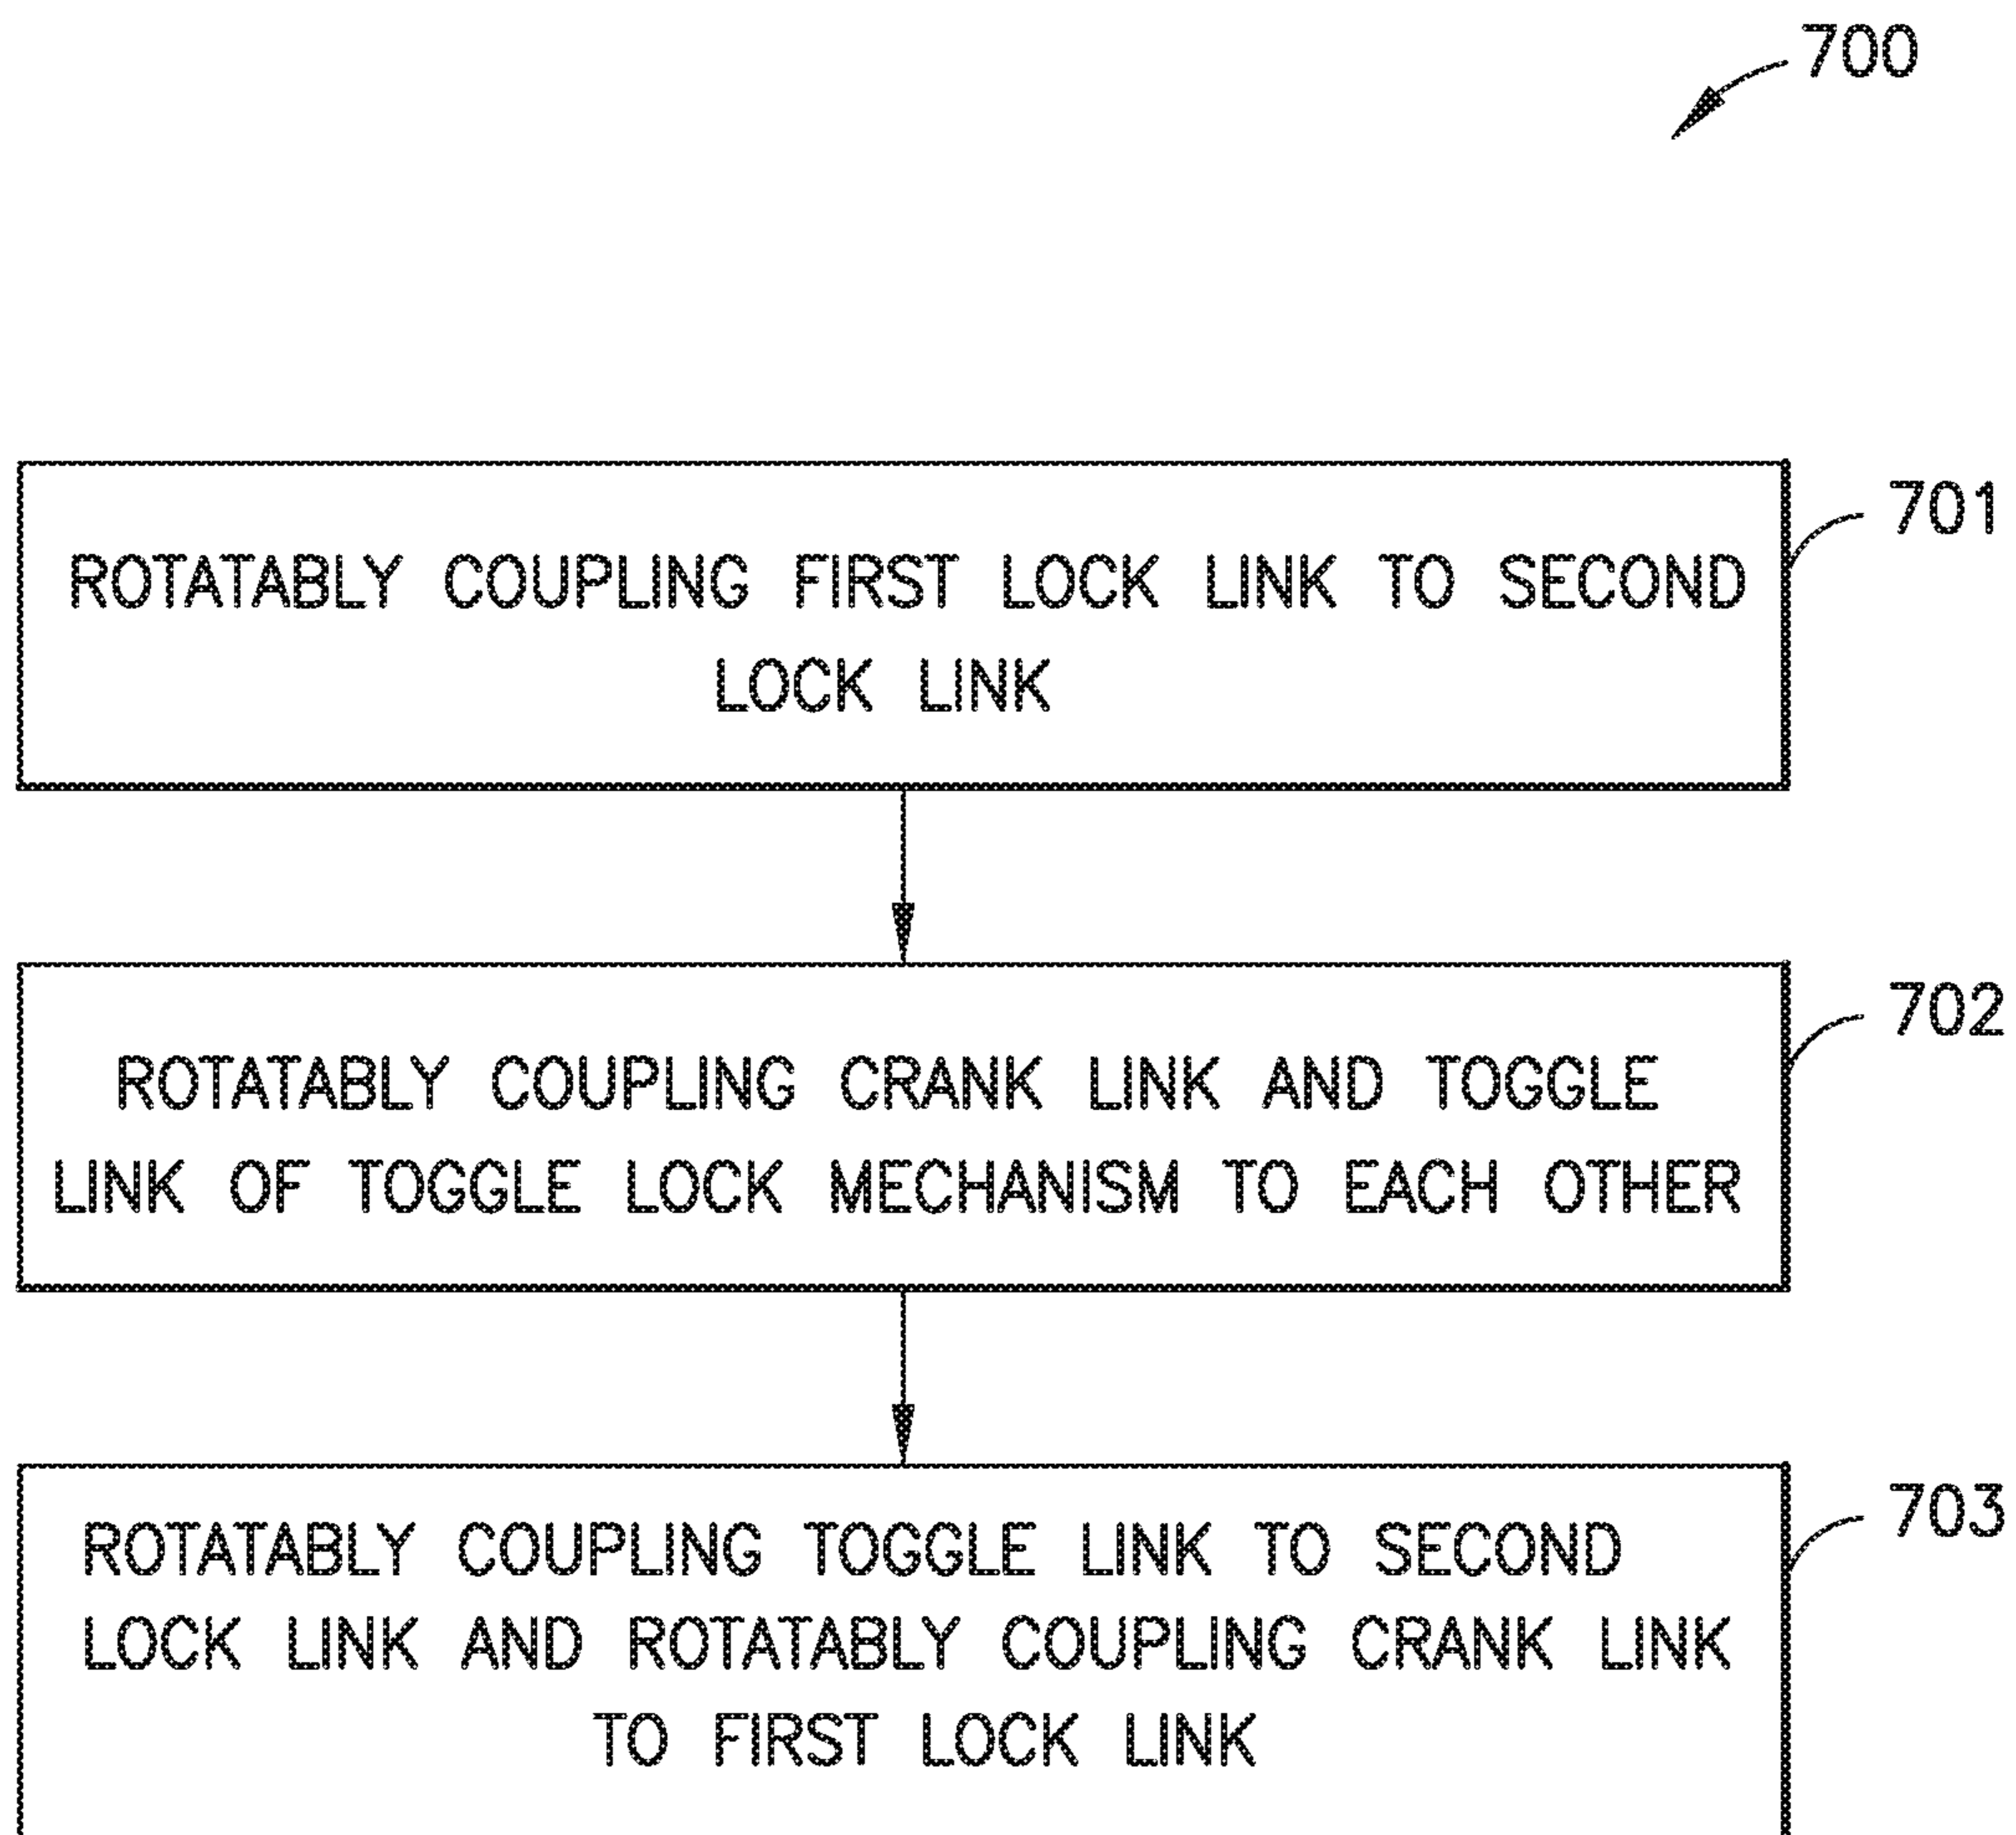 700
701
ROTATABLY COUPLING FIRST LOCK LINK TO SECOND
LOCK LINK
702
ROTATABLY COUPLING CRANK LINK AND TOGGLE
LINK OF TOGGLE LOCK MECHANISM TO EACH OTHER
703
ROTATABLY COUPLING TOGGLE LINK TO SECOND
LOCK LINK AND ROTATABLY COUPLING CRANK LINK
TO FIRST LOCK LINK